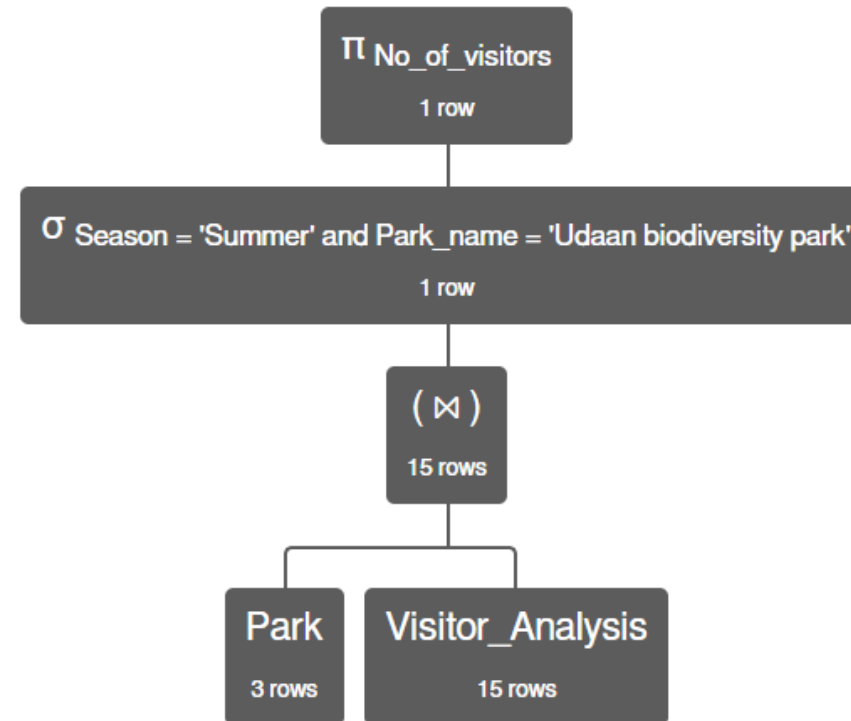 π No_of_visitors
1 row
σ Season = 'Summer' and Park_name = 'Udaan biodiversity park'
1 row
( ⋈ )
15 rows
Park
3 rows
Visitor_Analysis
15 rows